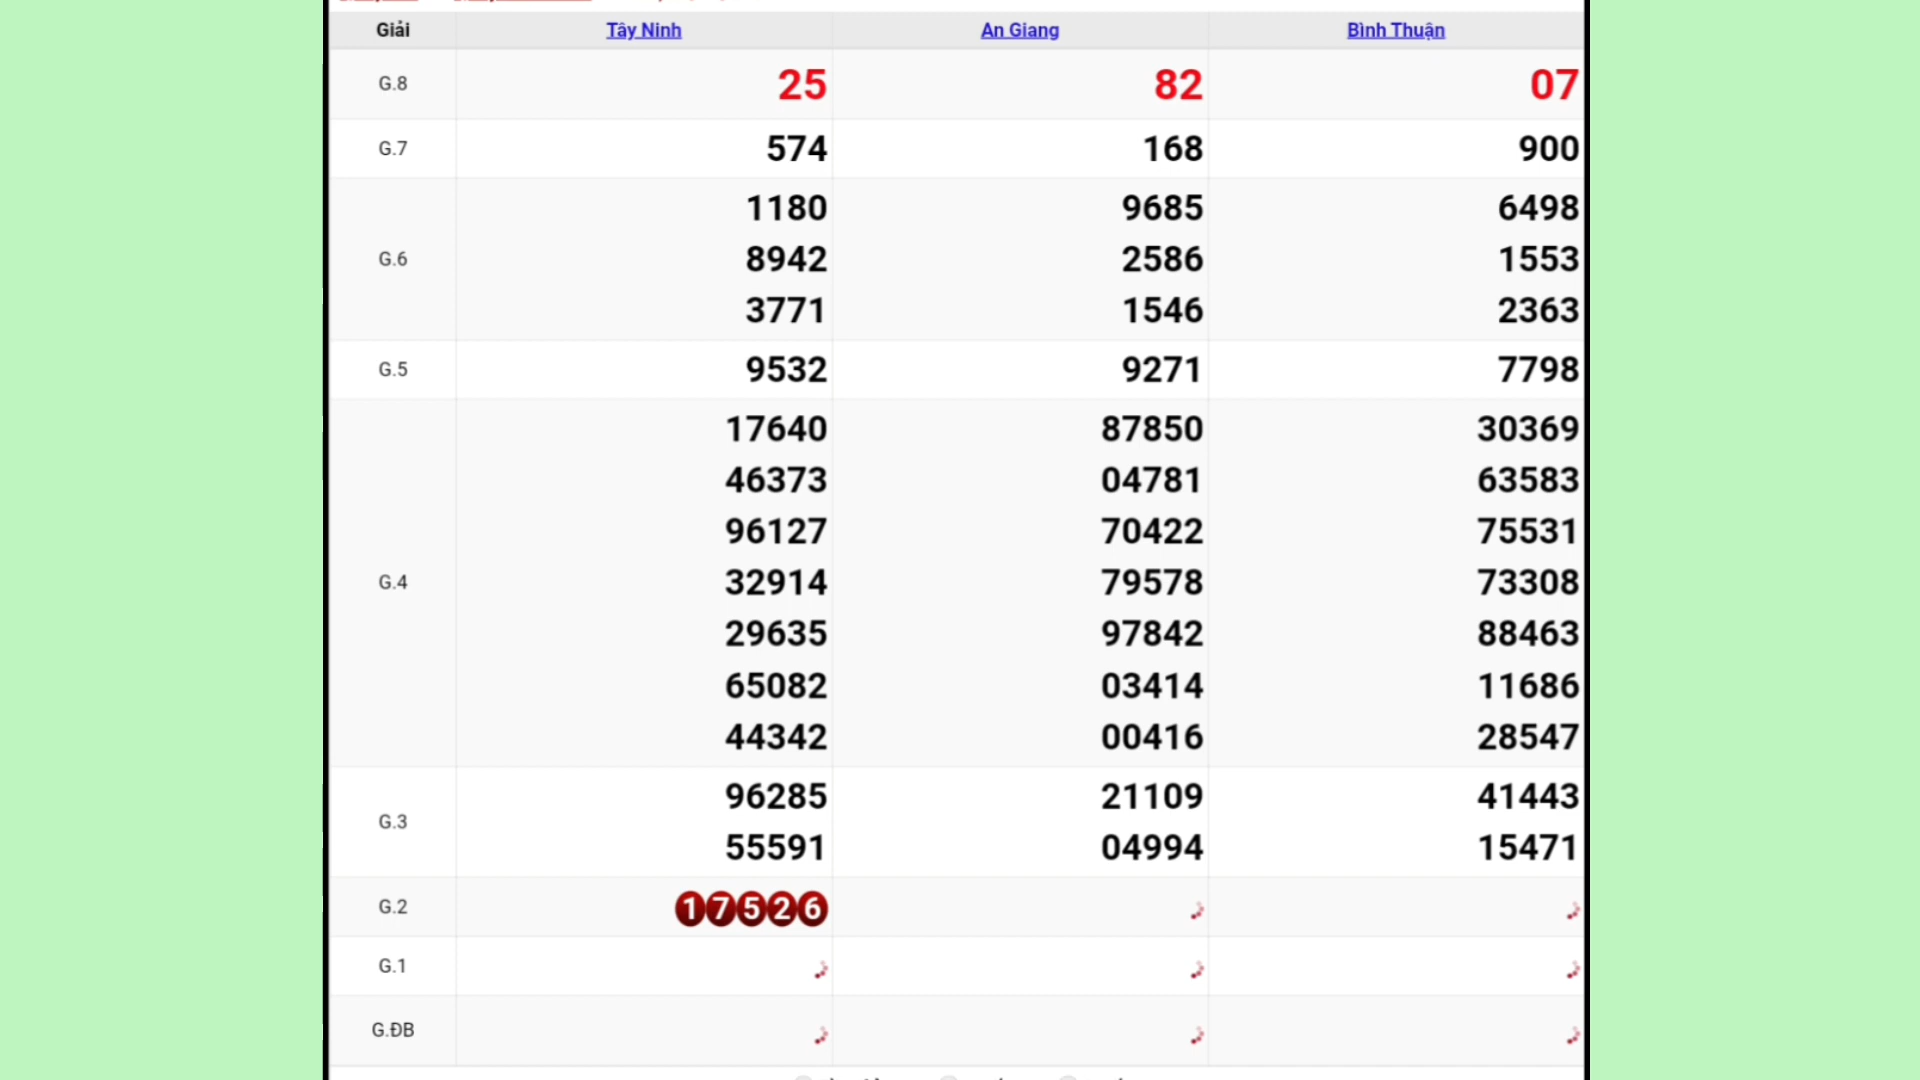 Giải Tây Ninh An Giang Bình Thuận
G.8 25 82 07
G.7 574 168 900
1180 9685 6498
G.6 8942 2586 1553
3771 1546 2363
G.5 9532 9271 7798
17640 87850 30369
46373 04781 63583
96127 70422 75531
G.4 32914 79578 73308
29635 97842 88463
65082 03414 11686
44342 00416 28547
96285 21109 41443
G.3
55591 04994 15471
G.2 17526
G.1
G.ĐB